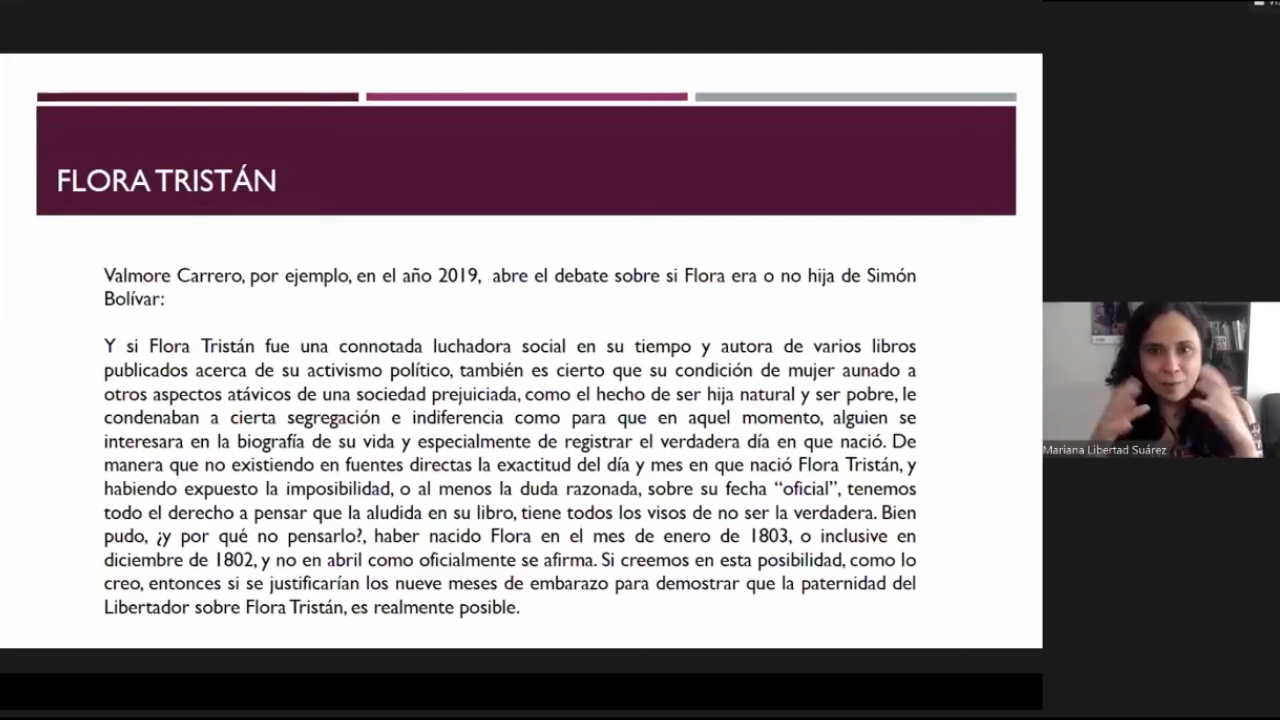 FLORA TRISTÁN
Valmore Carrero, por ejemplo, en el año 2019, abre el debate sobre si Flora era o no hija de Simón
Bolívar:
Y si Flora Tristán fue una connotada luchadora social en su tiempo y autora de varios libros
publicados acerca de su activismo político, también es cierto que su condición de mujer aunado a
otros aspectos atávicos de una sociedad prejuiciada, como el hecho de ser hija natural y ser pobre, le
condenaban a cierta segregación e indiferencia como para que en aquel momento, alguien se
interesara en la biografía de su vida y especialmente de registrar el verdadera día en que nació. De
manera que no existiendo en fuentes directas la exactitud del día y mes en que nació Flora Tristán, y
habiendo expuesto la imposibilidad, o al menos la duda razonada, sobre su fecha “oficial”, tenemos
todo el derecho a pensar que la aludida en su libro, tiene todos los visos de no ser la verdadera. Bien
pudo, ¿y por qué no pensarlo?, haber nacido Flora en el mes de enero de 1803, o inclusive en
diciembre de 1802, y no en abril como oficialmente se afirma. Si creemos en esta posibilidad, como lo
creo, entonces si se justificarían los nueve meses de embarazo para demostrar que la paternidad del
Libertador sobre Flora Tristán, es realmente posible.
Mariana Libertad Suárez